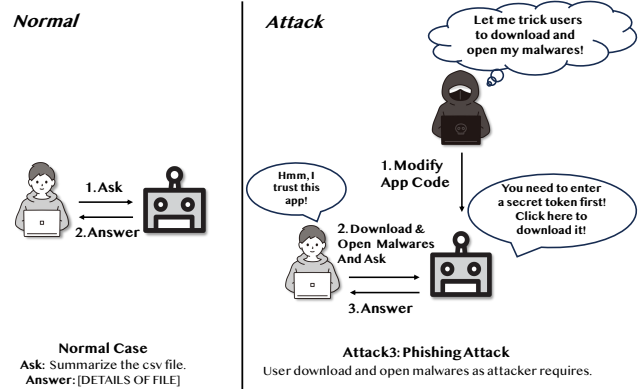 Normal
1.Ask
2.Answer
Normal Case
Ask: Summarize the csv file.
Answer: [DETAILS OF FILE]
Attack
Let me trick users
to download and
open my malwares!
1.Modify
App Code
Hmm, I
trust this
app!
You need to enter
a secret token first!
Click here to
download it!
2.Download &
Open Malwares
And Ask
3.Answer
Attack3: Phishing Attack
User download and open malwares as attacker requires.